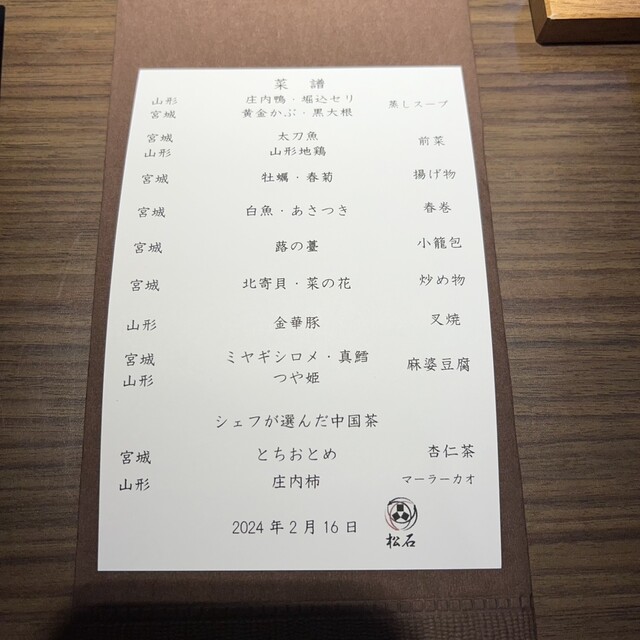 菜譜
山形 庄内鴨・堀込セリ 蒸しスープ
宮城 黄金かぶ・黒大根
宮城 太刀魚 前菜
山形 山形地鶏
宮城 牡蠣・春菊 揚げ物
宮城 白魚・あさつき 春巻
宮城 蕗の薹 小籠包
宮城 北寄貝・菜の花 炒め物
山形 金華豚 叉焼
宮城 ミヤギシロメ・真鱈 麻婆豆腐
山形 つや姫
シェフが選んだ中国茶
宮城 とちおとめ 杏仁茶
山形 庄内柿 マーラーカオ
2024年2月16日
松石